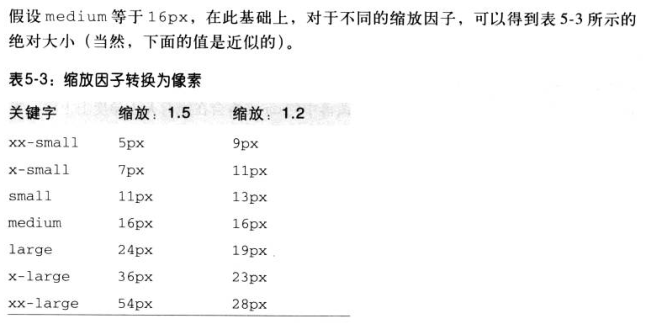 假设medium等于16px，在此基础上，对于不同的缩放因子，可以得到表5-3所示的
绝对大小（当然，下面的值是近似的）。
表5-3：缩放因子转换为像素
关键字 缩放：1.5 缩放：1.2
xx-small 5px 9px
x-small 7px 11px
small 11px 13px
medium 16px 16px
large 24px 19px
x-large 36px 23px
xx-large 54px 28px